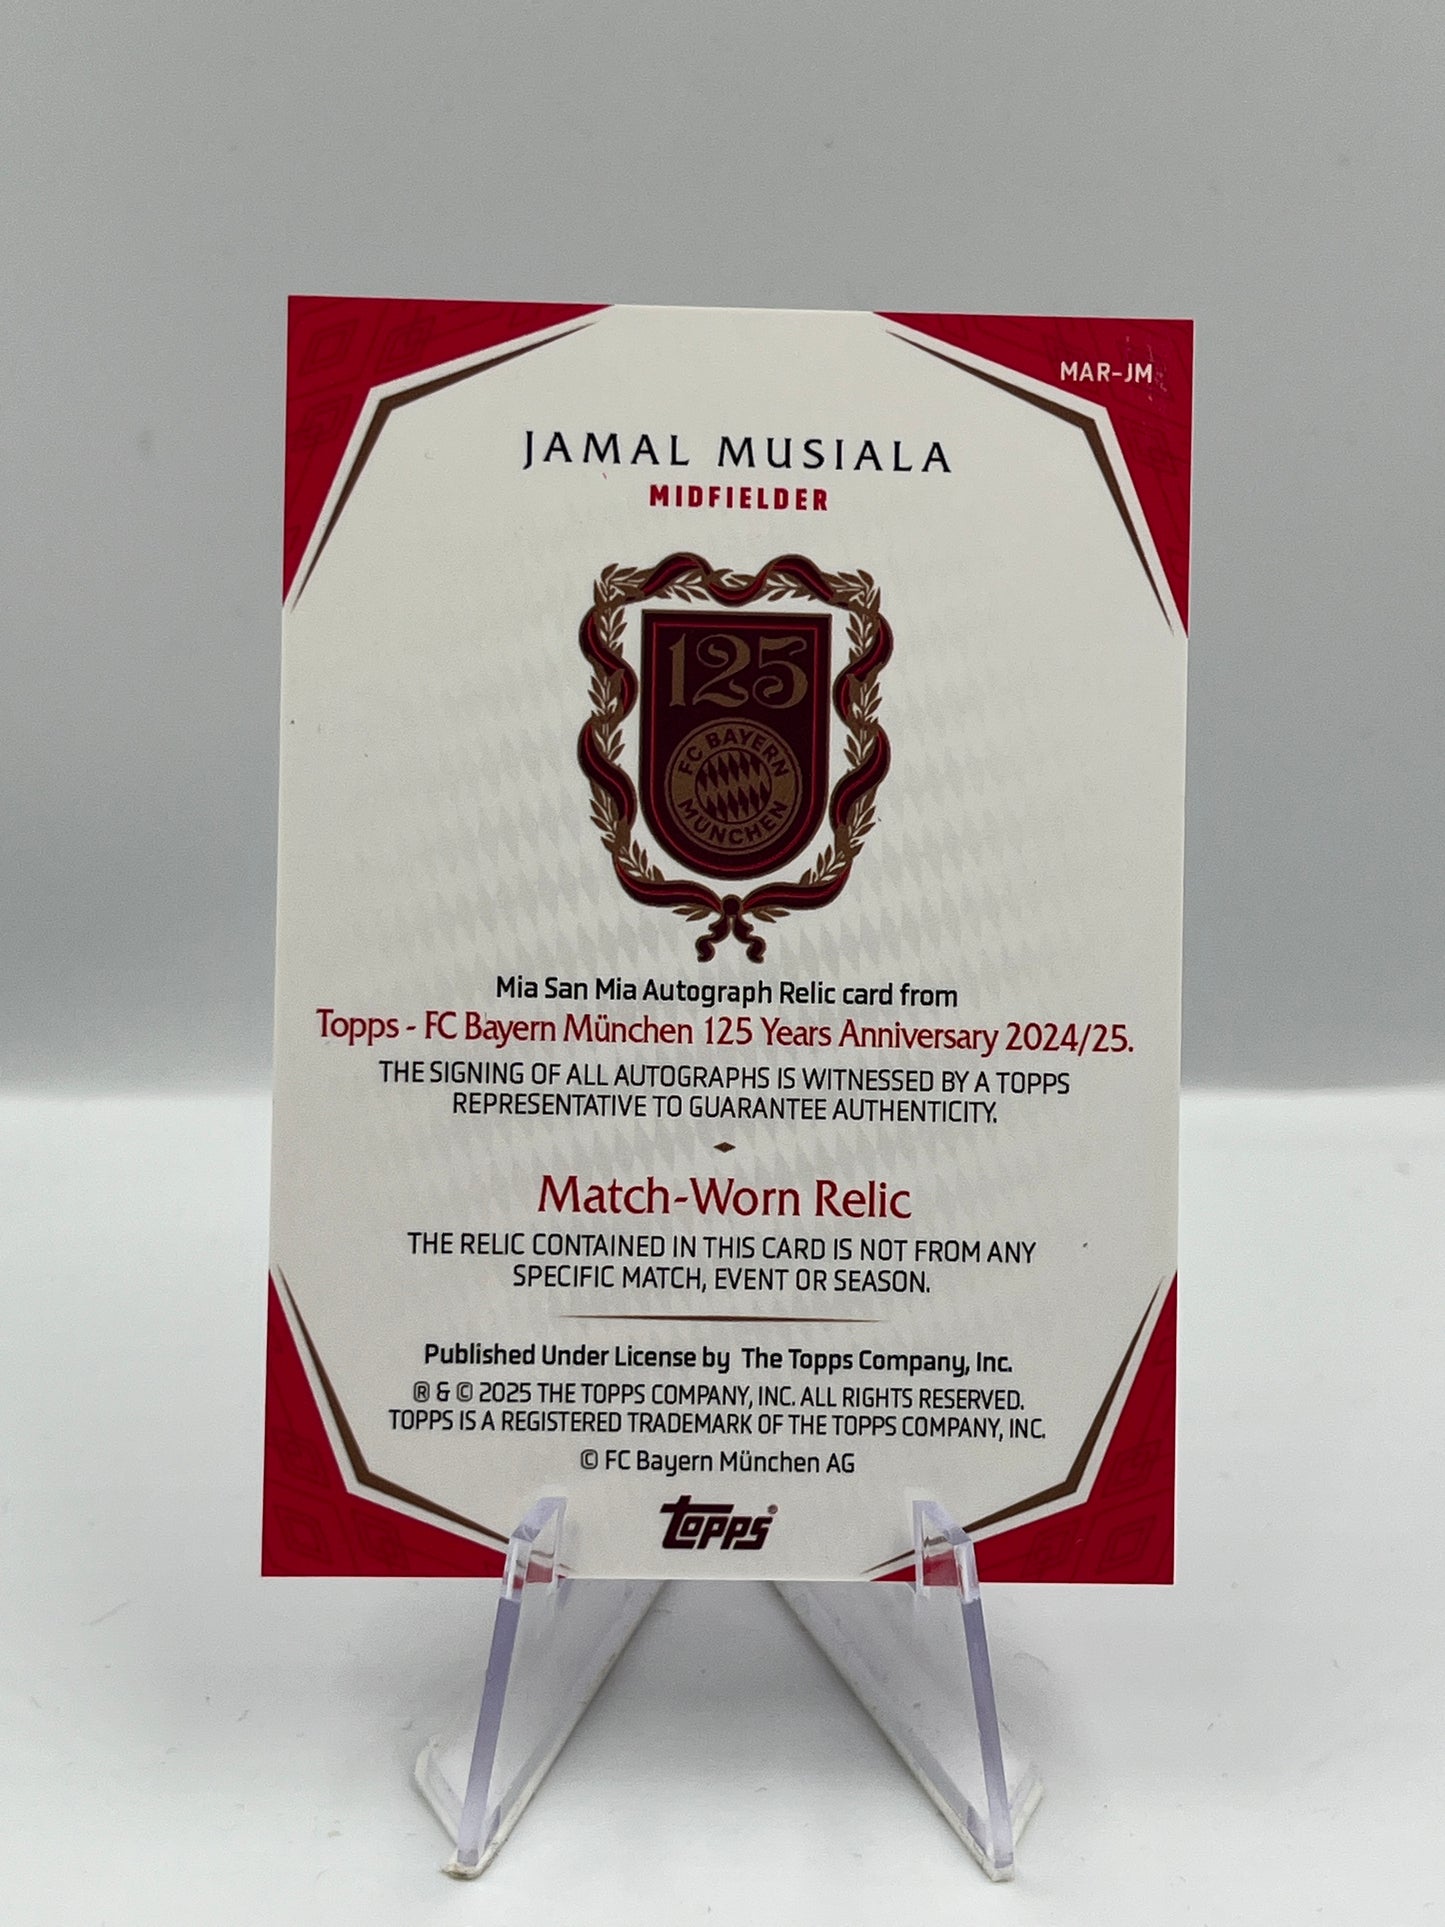 MAR-JM
JAMAL MUSIALA
MIDFIELDER
125
FC BAYERN
MÜNCHEN
Mia San Mia Autograph Relic card from
Topps - FC Bayern München 125 Years Anniversary 2024/25.
THE SIGNING OF ALL AUTOGRAPHS IS WITNESSED BY A TOPPS
REPRESENTATIVE TO GUARANTEE AUTHENTICITY.
Match-Worn Relic
THE RELIC CONTAINED IN THIS CARD IS NOT FROM ANY
SPECIFIC MATCH, EVENT OR SEASON.
Published Under License by The Topps Company, Inc.
® & © 2025 THE TOPPS COMPANY, INC. ALL RIGHTS RESERVED.
TOPPS IS A REGISTERED TRADEMARK OF THE TOPPS COMPANY, INC.
© FC Bayern München AG
topps®